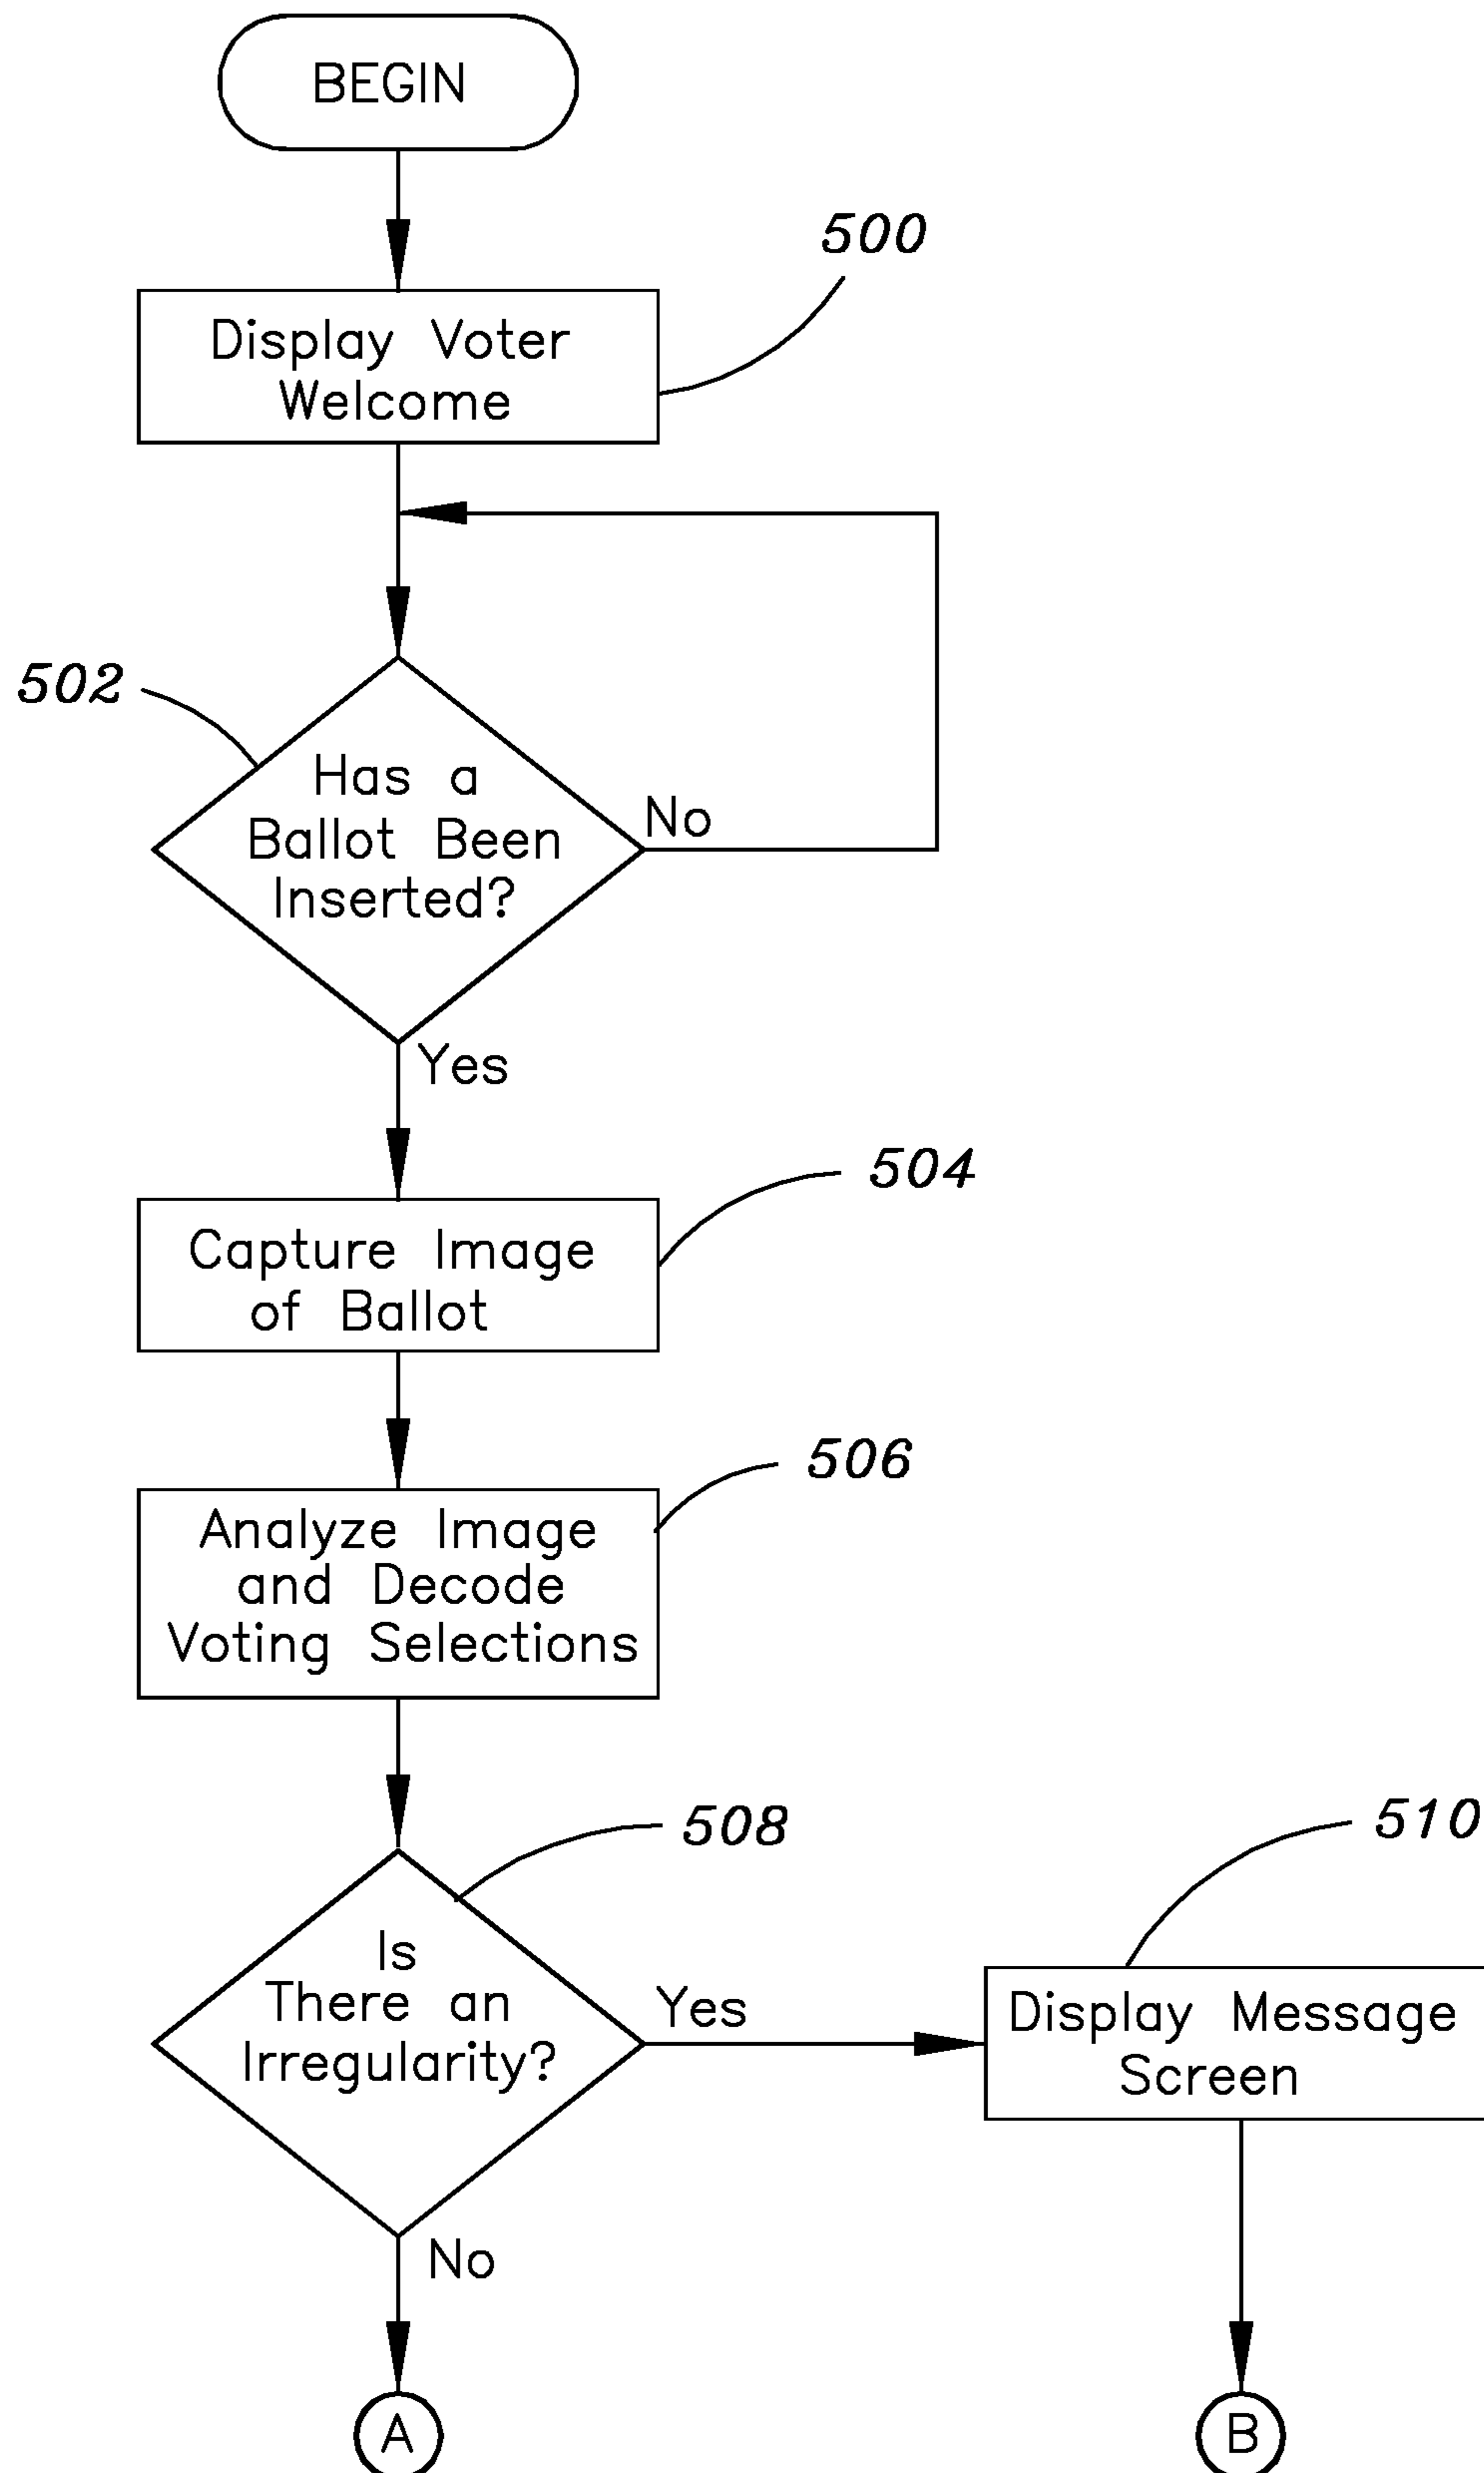 BEGIN
500
Display Voter
Welcome
502
Has a
Ballot Been
Inserted?
No
Yes
504
Capture Image
of Ballot
506
Analyze Image
and Decode
Voting Selections
508
510
Is
There an
Irregularity?
Yes
Display Message
Screen
No
A
B